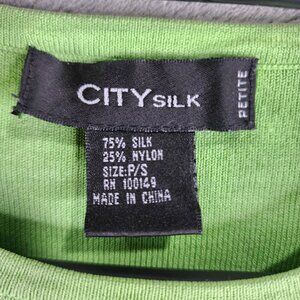 CITY SILK
PETITE
75% SILK
25% NYLON
SIZE:P/S
RN 100149
MADE IN CHINA